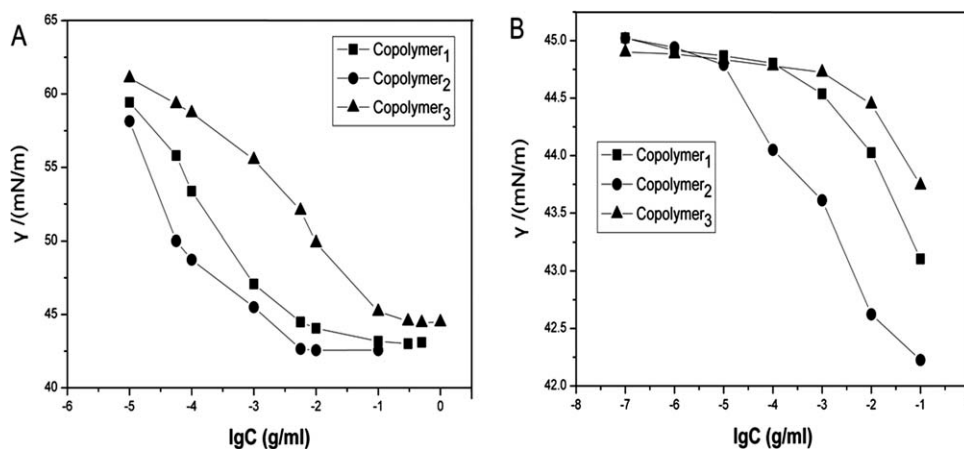 A
65
60
55
50
45
40
γ /(mN/m)
-6 -5 -4 -3 -2 -1 0
lgC (g/ml)
Copolymer1
Copolymer2
Copolymer3
B
45.0
44.5
44.0
43.5
43.0
42.5
42.0
γ /(mN/m)
-8 -7 -6 -5 -4 -3 -2 -1 0
lgC (g/ml)
Copolymer1
Copolymer2
Copolymer3